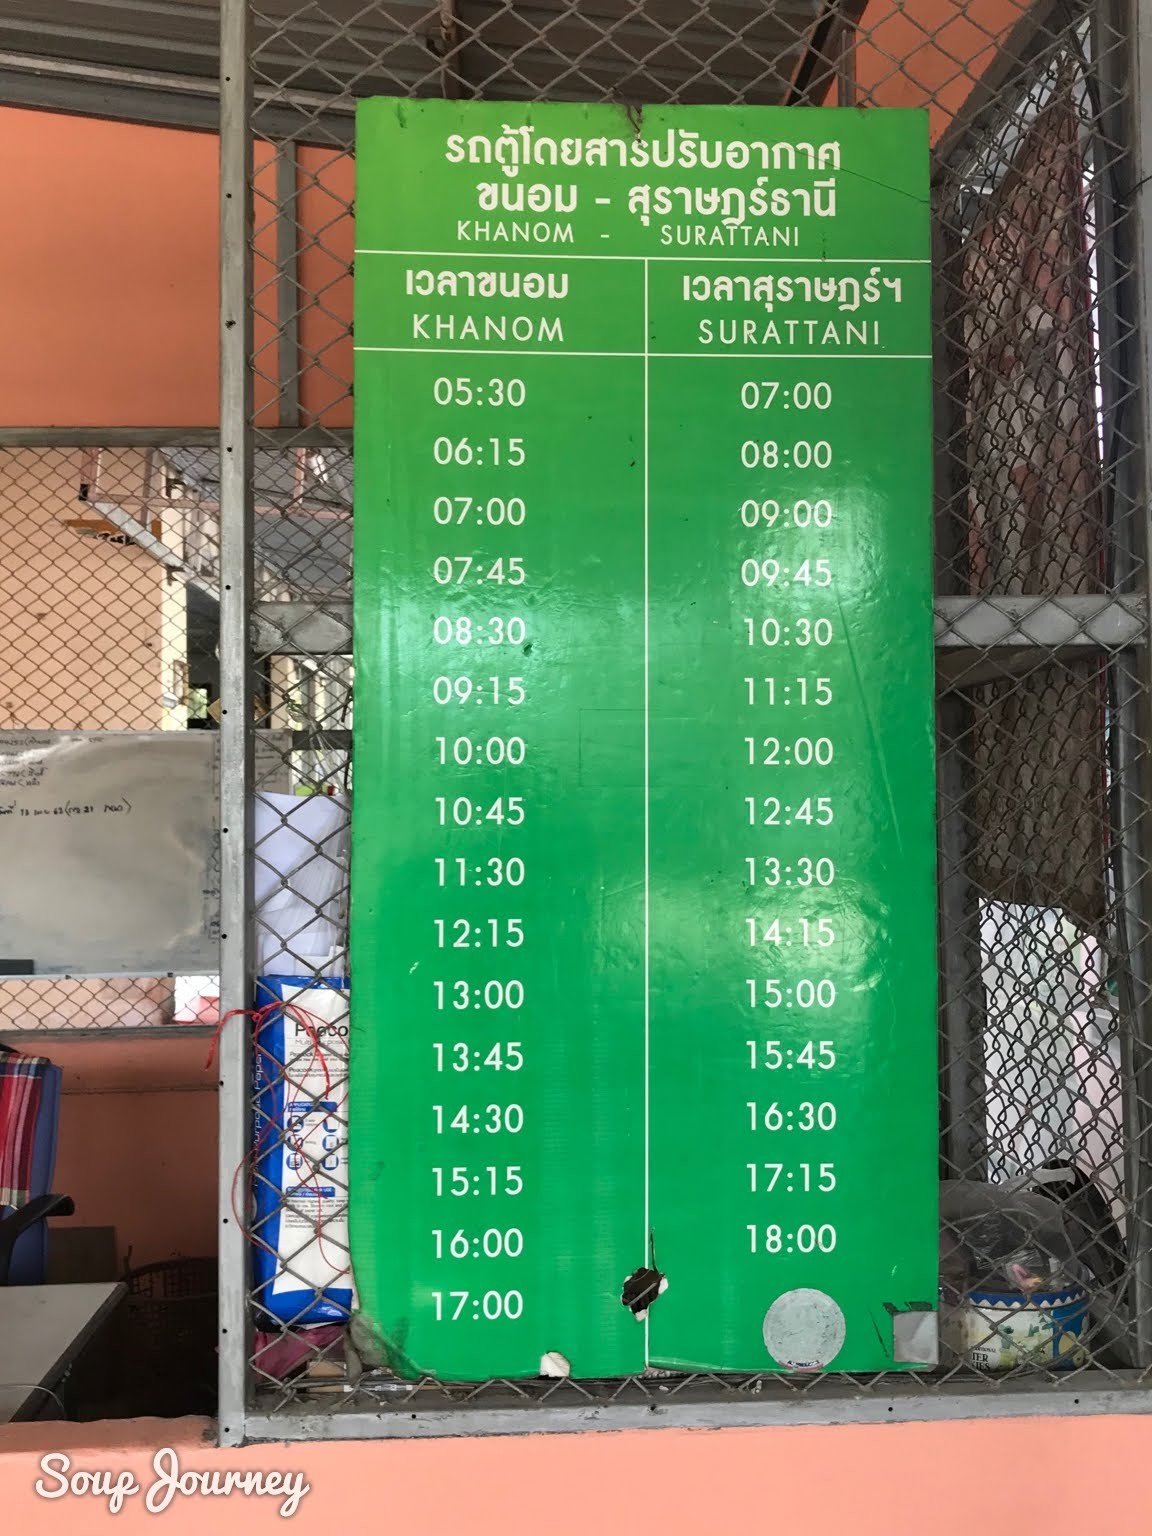 รถตู้โดยสารปรับอากาศ
ขนอม - สุราษฎร์ธานี
KHANOM - SURATTANI
เวลาขนอม เวลาสุราษฎร์ฯ
KHANOM SURATTANI
05:30 07:00
06:15 08:00
07:00 09:00
07:45 09:45
08:30 10:30
09:15 11:15
10:00 12:00
10:45 12:45
11:30 13:30
12:15 14:15
13:00 15:00
13:45 15:45
14:30 16:30
15:15 17:15
16:00 18:00
17:00
Soup Journey